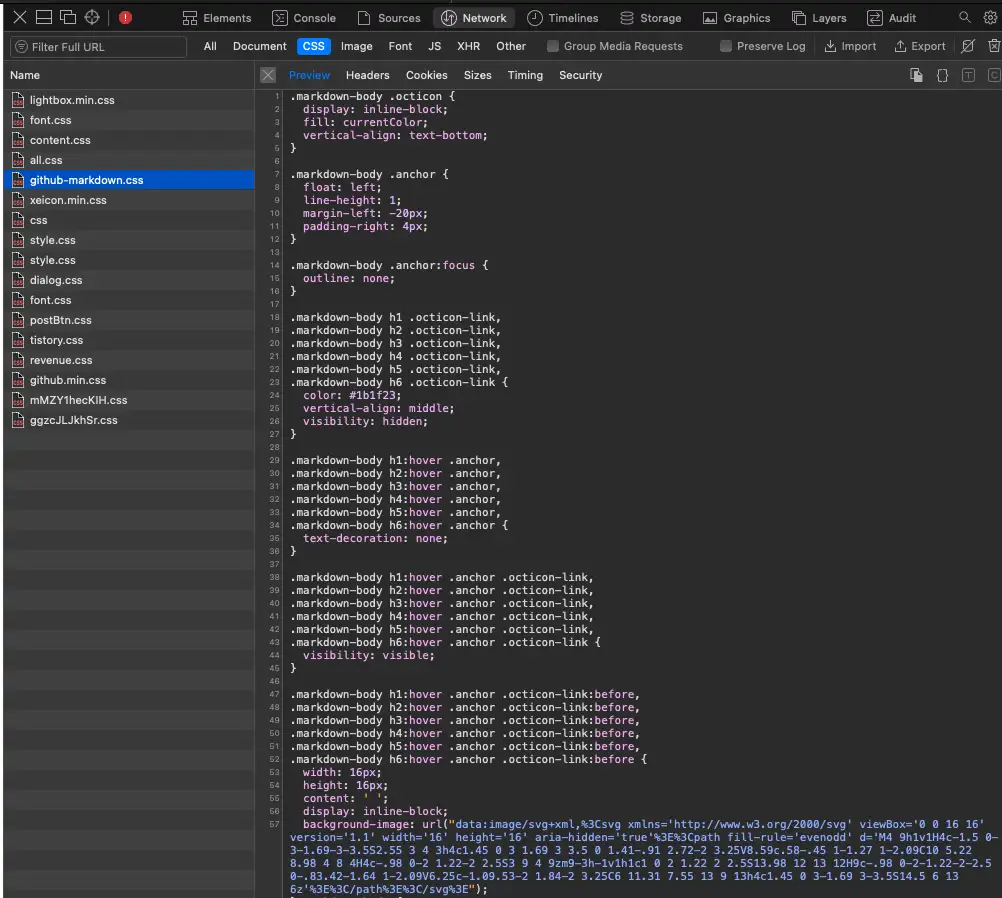 Elements Console Sources Network Timelines Storage Graphics Layers Audit
Filter Full URL All Document CSS Image Font JS XHR Other Group Media Requests Preserve Log Import Export
Name Preview Headers Cookies Sizes Timing Security
lightbox.min.css
font.css
content.css
all.css
github-markdown.css
xeicon.min.css
css
style.css
style.css
dialog.css
font.css
postBtn.css
tistory.css
revenue.css
github.min.css
mMZY1hecKIH.css
ggzcJLJkhSr.css
1 .markdown-body .octicon {
2 display: inline-block;
3 fill: currentColor;
4 vertical-align: text-bottom;
5 }
6
7 .markdown-body .anchor {
8 float: left;
9 line-height: 1;
10 margin-left: -20px;
11 padding-right: 4px;
12 }
13
14 .markdown-body .anchor:focus {
15 outline: none;
16 }
17
18 .markdown-body h1 .octicon-link,
19 .markdown-body h2 .octicon-link,
20 .markdown-body h3 .octicon-link,
21 .markdown-body h4 .octicon-link,
22 .markdown-body h5 .octicon-link,
23 .markdown-body h6 .octicon-link {
24 color: #1b1f23;
25 vertical-align: middle;
26 visibility: hidden;
27 }
28
29 .markdown-body h1:hover .anchor,
30 .markdown-body h2:hover .anchor,
31 .markdown-body h3:hover .anchor,
32 .markdown-body h4:hover .anchor,
33 .markdown-body h5:hover .anchor,
34 .markdown-body h6:hover .anchor {
35 text-decoration: none;
36 }
37
38 .markdown-body h1:hover .anchor .octicon-link,
39 .markdown-body h2:hover .anchor .octicon-link,
40 .markdown-body h3:hover .anchor .octicon-link,
41 .markdown-body h4:hover .anchor .octicon-link,
42 .markdown-body h5:hover .anchor .octicon-link,
43 .markdown-body h6:hover .anchor .octicon-link {
44 visibility: visible;
45 }
46
47 .markdown-body h1:hover .anchor .octicon-link:before,
48 .markdown-body h2:hover .anchor .octicon-link:before,
49 .markdown-body h3:hover .anchor .octicon-link:before,
50 .markdown-body h4:hover .anchor .octicon-link:before,
51 .markdown-body h5:hover .anchor .octicon-link:before,
52 .markdown-body h6:hover .anchor .octicon-link:before {
53 width: 16px;
54 height: 16px;
55 content: ' ';
56 display: inline-block;
57 background-image: url("data:image/svg+xml,%3Csvg xmlns='http://www.w3.org/2000/svg' viewBox='0 0 16 16'
version='1.1' width='16' height='16' aria-hidden='true'%3E%3Cpath fill-rule='evenodd' d='M4 9h1v1H4c-1.5 0-
3-1.69-3-3.5S2.55 3 4 3h4c1.45 0 3 1.69 3 3.5 0 1.41-.91 2.72-2 3.25V8.59c.58-.45 1-1.27 1-2.09C10 5.22
8.98 4 8 4H4c-.98 0-2 1.22-2 2.5S3 9 4 9zm9-3h-1v1h1c1 0 2 1.22 2 2.5S13.98 12 13 12H9c-.98 0-2-1.22-2-2.5
0-.83.42-1.64 1-2.09V6.25c-1.09.53-2 1.84-2 3.25C6 11.31 7.55 13 9 13h4c1.45 0 3-1.69 3-3.5S14.5 6 13
6z'%3E%3C/path%3E%3C/svg%3E");